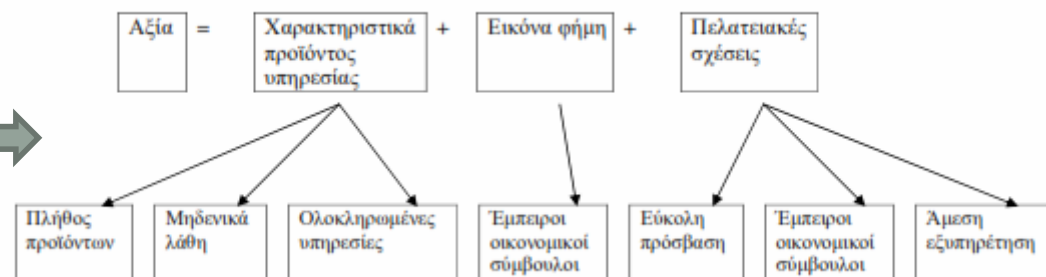 Αξία = Χαρακτηριστικά + Εικόνα φήμη + Πελατειακές
προϊόντος σχέσεις
υπηρεσίας
Πλήθος Μηδενικά Ολοκληρωμένες Έμπειροι Εύκολη Έμπειροι Άμεση
προϊόντων λάθη υπηρεσίες οικονομικοί πρόσβαση οικονομικοί εξυπηρέτηση
σύμβουλοι σύμβουλοι